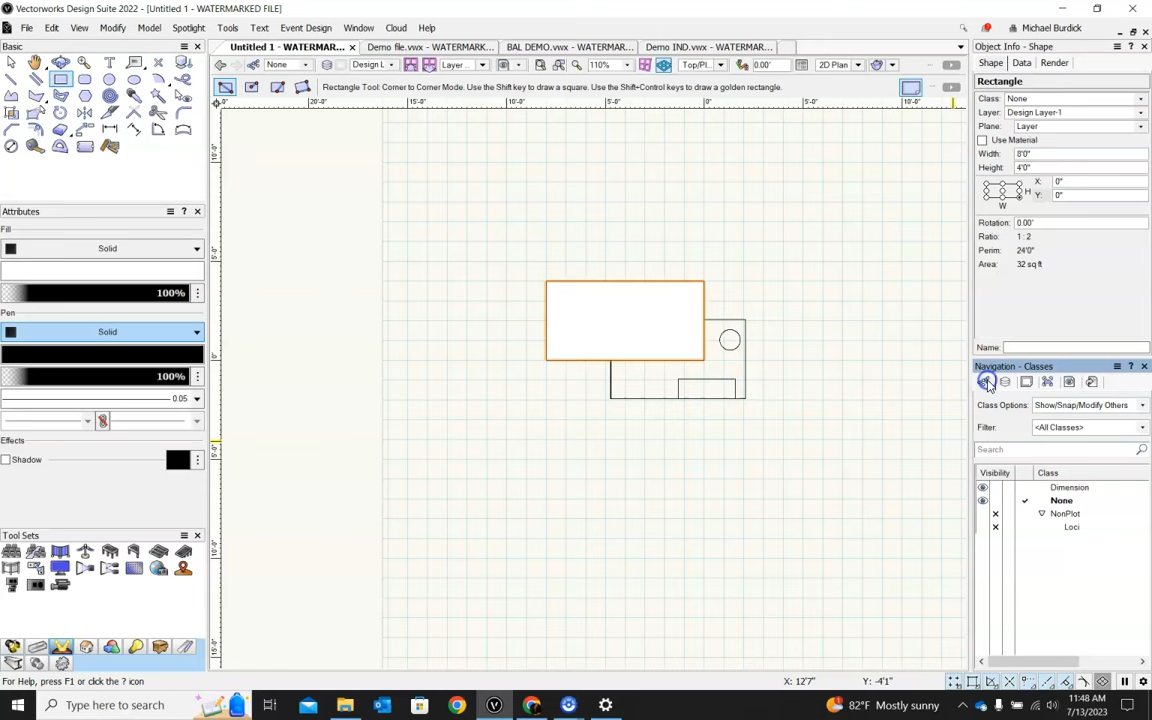 Vectorworks Design Suite 2022 - [Untitled 1 - WATERMARKED FILE]
File Edit View Modify Model Spotlight Tools Text Event Design Window Cloud Help
Michael Burdick
Object Info - Shape
Basic
Untitled 1 - WATERMAR...
Demo file.vwx - WATERMARK...
BAL DEMO.vwx - WATERMAR...
Demo IND.vwx - WATERMAR...
Shape Data Render
None
Design L...
Layer ...
110%
Top/Pl...
0.00'
2D Plan
Rectangle
Rectangle Tool: Corner to Corner Mode. Use the Shift key to draw a square. Use the Shift+Control keys to draw a golden rectangle.
Class: None
Layer: Design Layer-1
Plane: Layer
Use Material
Width: 8'0"
Height: 4'0"
X: 0"
Y: 0"
H
W
Rotation: 0.00'
Ratio: 1 : 2
Perim: 24'0"
Area: 32 sq ft
Name:
Attributes
Fill
Solid
100%
Pen
Solid
100%
0.05
Effects
Shadow
Navigation - Classes
Class Options: Show/Snap/Modify Others
Filter: <All Classes>
Search
Visibility Class
Dimension
None
NonPlot
Loci
Tool Sets
For Help, press F1 or click the ? icon
X: 12'7"
Y: -4'1"
Type here to search
82°F Mostly sunny
11:48 AM
7/13/2023